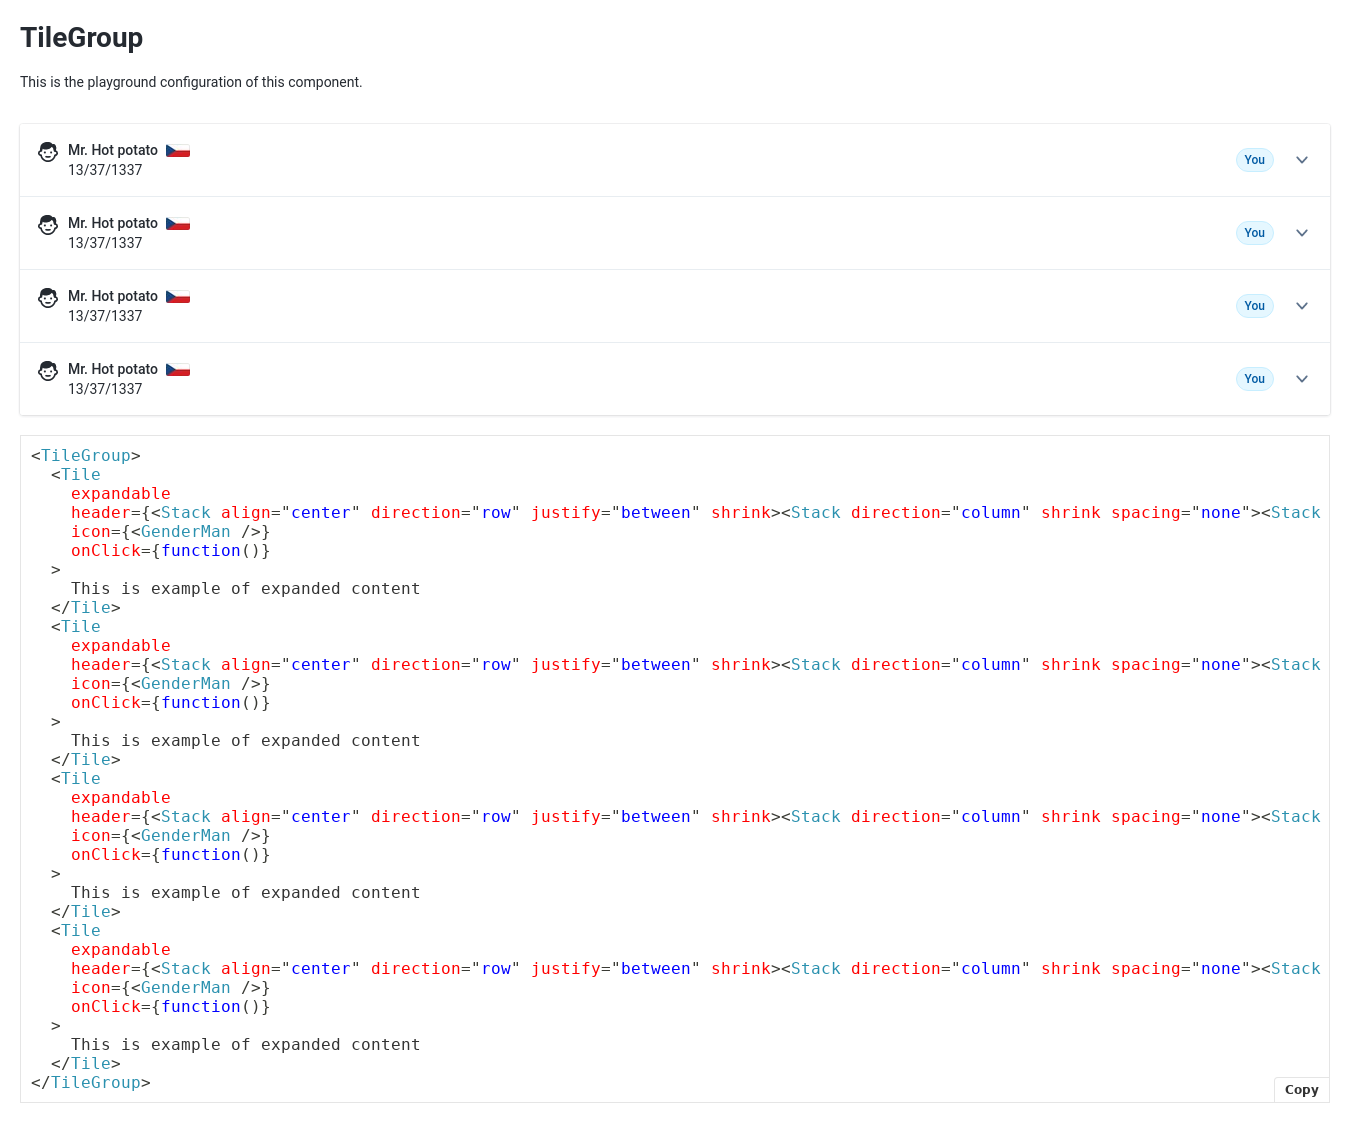 TileGroup
This is the playground configuration of this component.
Mr. Hot potato
13/37/1337
You
Mr. Hot potato
13/37/1337
You
Mr. Hot potato
13/37/1337
You
Mr. Hot potato
13/37/1337
You
<TileGroup>
  <Tile
    expandable
    header={<Stack align="center" direction="row" justify="between" shrink><Stack direction="column" shrink spacing="none"><Stack
    icon={<GenderMan />}
    onClick={function()}
  >
    This is example of expanded content
  </Tile>
  <Tile
    expandable
    header={<Stack align="center" direction="row" justify="between" shrink><Stack direction="column" shrink spacing="none"><Stack
    icon={<GenderMan />}
    onClick={function()}
  >
    This is example of expanded content
  </Tile>
  <Tile
    expandable
    header={<Stack align="center" direction="row" justify="between" shrink><Stack direction="column" shrink spacing="none"><Stack
    icon={<GenderMan />}
    onClick={function()}
  >
    This is example of expanded content
  </Tile>
  <Tile
    expandable
    header={<Stack align="center" direction="row" justify="between" shrink><Stack direction="column" shrink spacing="none"><Stack
    icon={<GenderMan />}
    onClick={function()}
  >
    This is example of expanded content
  </Tile>
</TileGroup>
Copy